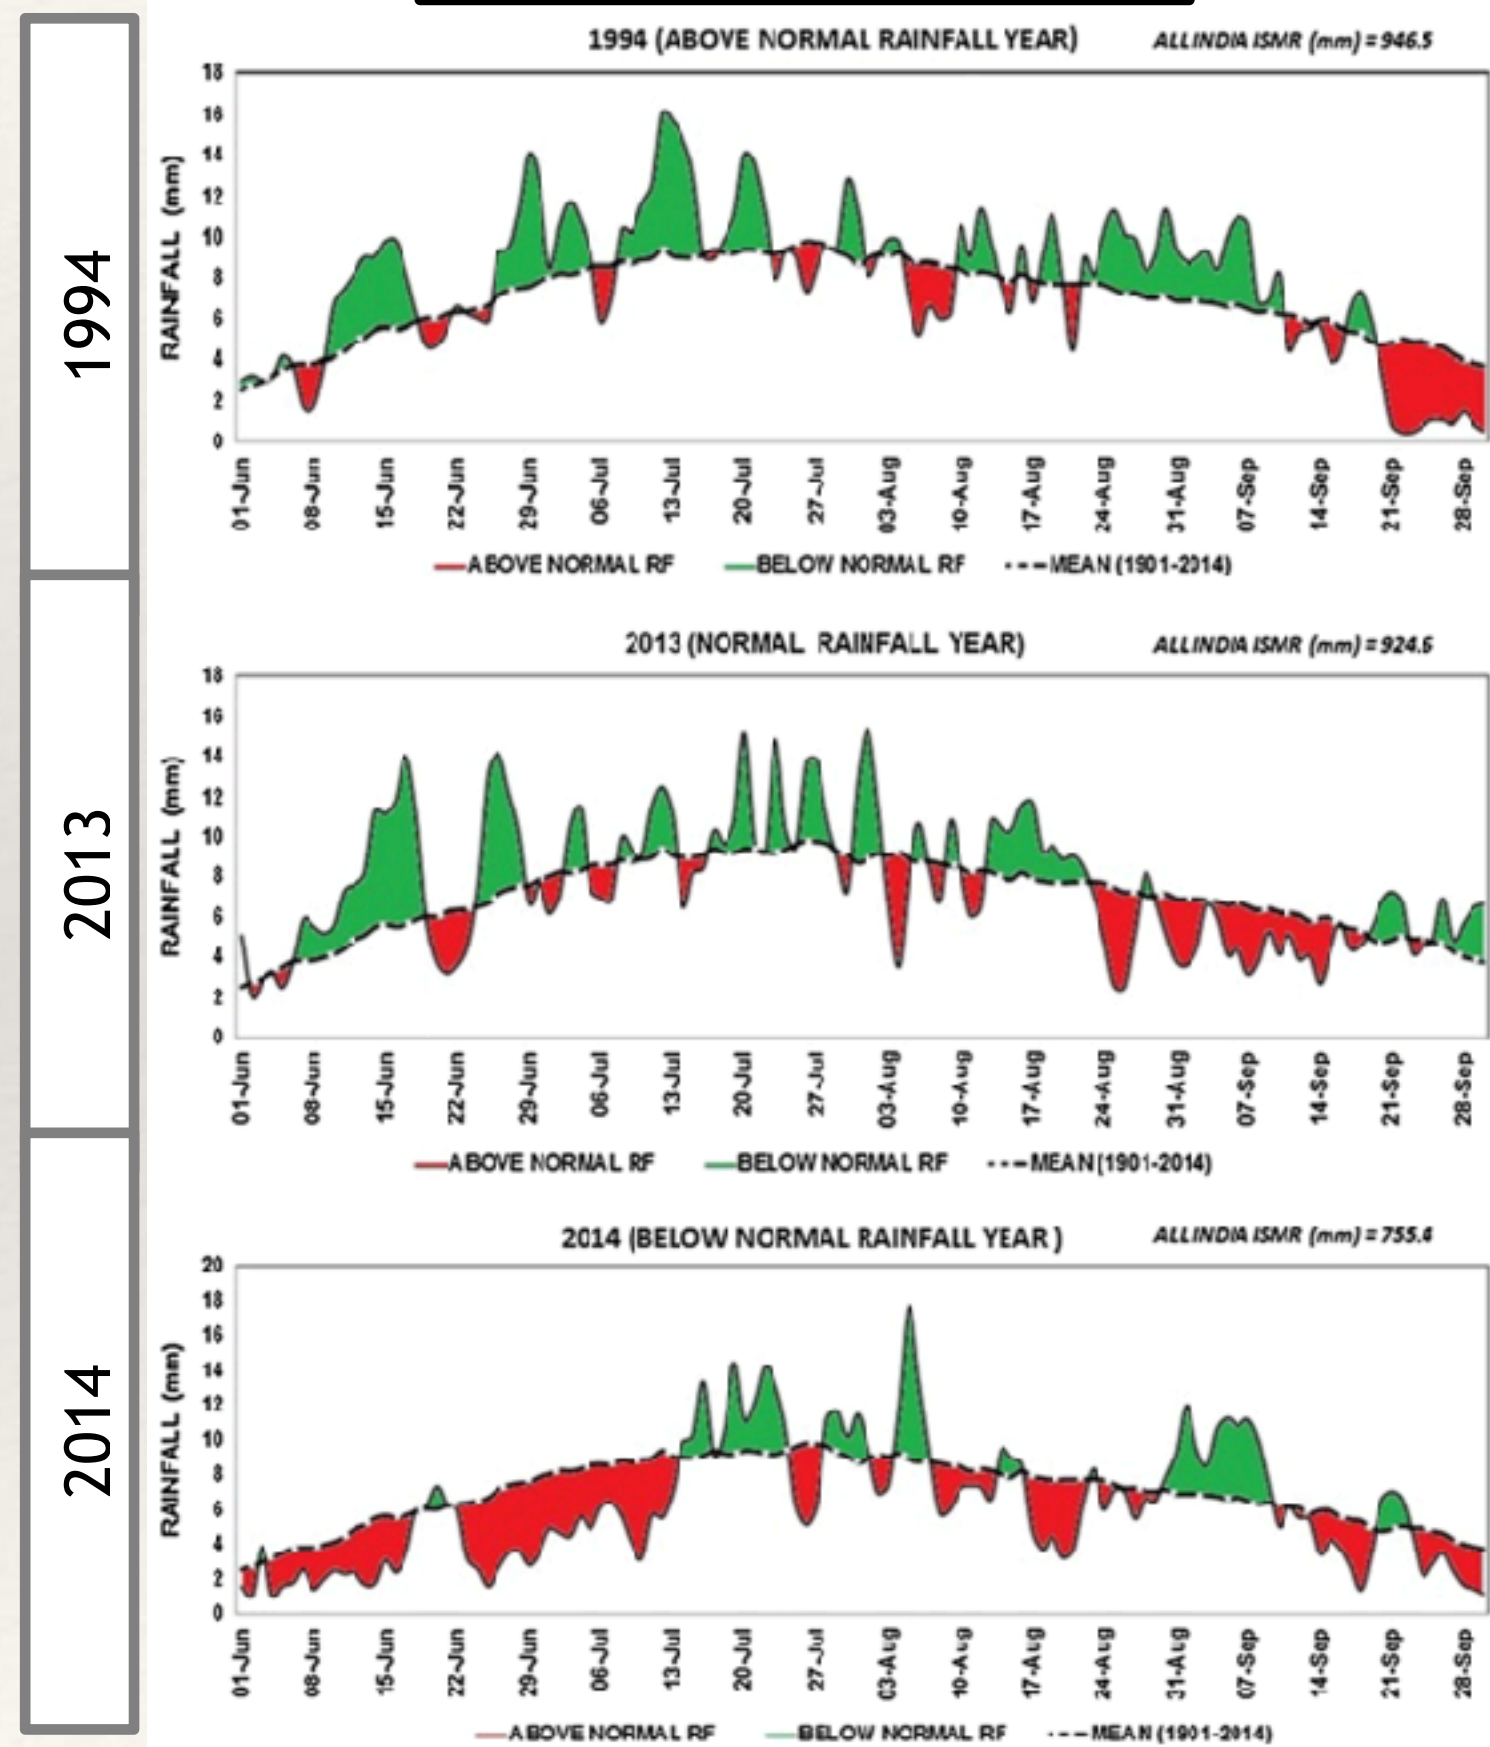 1994
1994 (ABOVE NORMAL RAINFALL YEAR)
ALL INDIA ISMR (mm) = 946.5
RAINFALL (mm)
18
16
14
12
10
8
6
4
2
0
01-Jun 08-Jun 15-Jun 22-Jun 29-Jun 06-Jul 13-Jul 20-Jul 27-Jul 03-Aug 10-Aug 17-Aug 24-Aug 31-Aug 07-Sep 14-Sep 21-Sep 28-Sep
ABOVE NORMAL RF BELOW NORMAL RF MEAN (1901-2014)
2013
2013 (NORMAL RAINFALL YEAR)
ALL INDIA ISMR (mm) = 924.6
RAINFALL (mm)
18
16
14
12
10
8
6
4
2
0
01-Jun 08-Jun 15-Jun 22-Jun 29-Jun 06-Jul 13-Jul 20-Jul 27-Jul 03-Aug 10-Aug 17-Aug 24-Aug 31-Aug 07-Sep 14-Sep 21-Sep 28-Sep
ABOVE NORMAL RF BELOW NORMAL RF MEAN (1901-2014)
2014
2014 (BELOW NORMAL RAINFALL YEAR )
ALL INDIA ISMR (mm) = 755.4
RAINFALL (mm)
20
18
16
14
12
10
8
6
4
2
0
01-Jun 08-Jun 15-Jun 22-Jun 29-Jun 06-Jul 13-Jul 20-Jul 27-Jul 03-Aug 10-Aug 17-Aug 24-Aug 31-Aug 07-Sep 14-Sep 21-Sep 28-Sep
ABOVE NORMAL RF BELOW NORMAL RF MEAN (1901-2014)